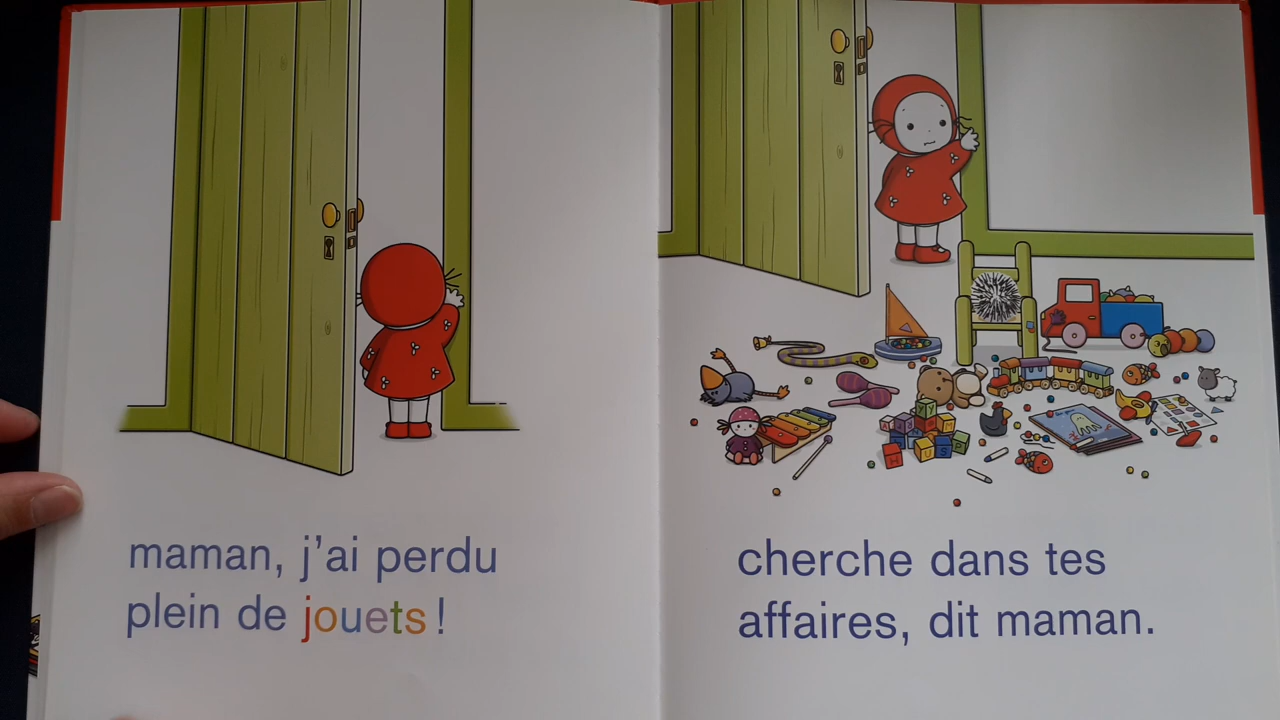 maman, j'ai perdu
plein de jouets !
cherche dans tes
affaires, dit maman.